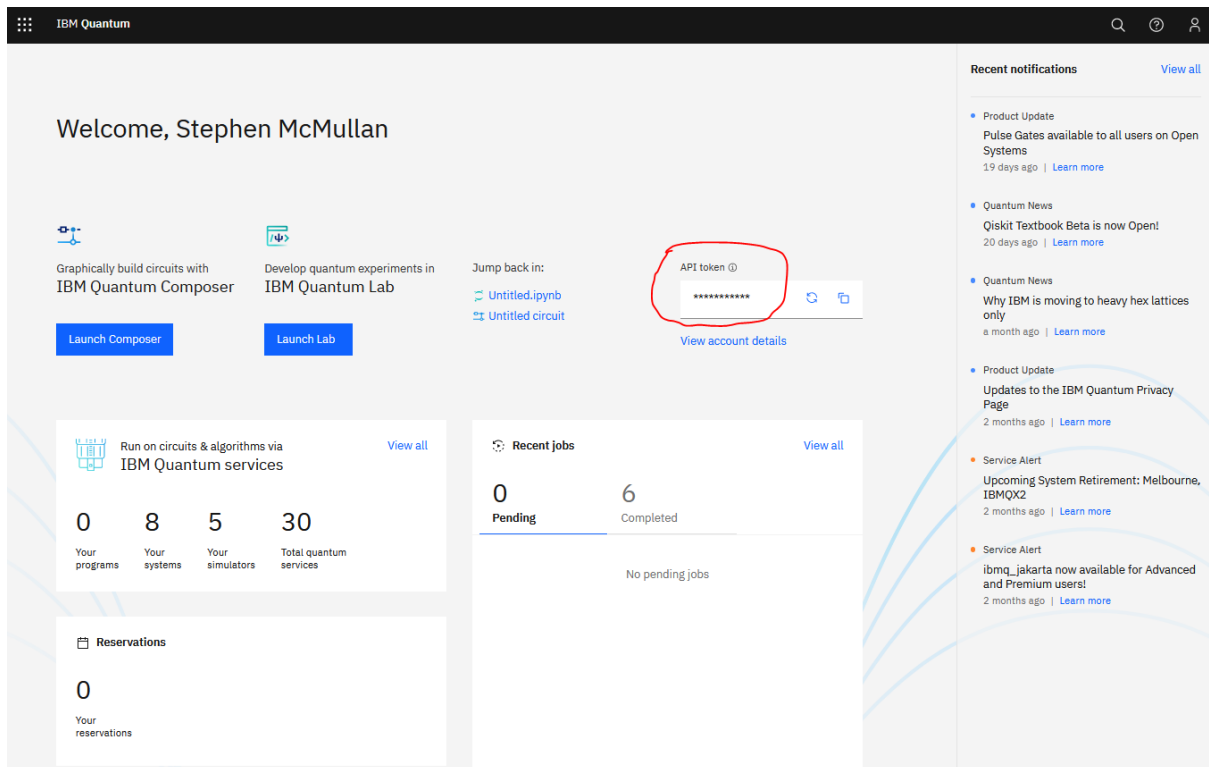 IBM Quantum
Welcome, Stephen McMullan
Graphically build circuits with
IBM Quantum Composer
Launch Composer
Develop quantum experiments in
IBM Quantum Lab
Launch Lab
Jump back in:
Untitled.ipynb
Untitled circuit
API token
***********
View account details
Run on circuits & algorithms via
IBM Quantum services
View all
0
Your
programs
8
Your
systems
5
Your
simulators
30
Total quantum
services
Recent jobs
View all
0
Pending
6
Completed
No pending jobs
Reservations
0
Your
reservations
Recent notifications
View all
Product Update
Pulse Gates available to all users on Open
Systems
19 days ago | Learn more
Quantum News
Qiskit Textbook Beta is now Open!
20 days ago | Learn more
Quantum News
Why IBM is moving to heavy hex lattices
only
a month ago | Learn more
Product Update
Updates to the IBM Quantum Privacy
Page
2 months ago | Learn more
Service Alert
Upcoming System Retirement: Melbourne,
IBMQX2
2 months ago | Learn more
Service Alert
ibmq_jakarta now available for Advanced
and Premium users!
2 months ago | Learn more